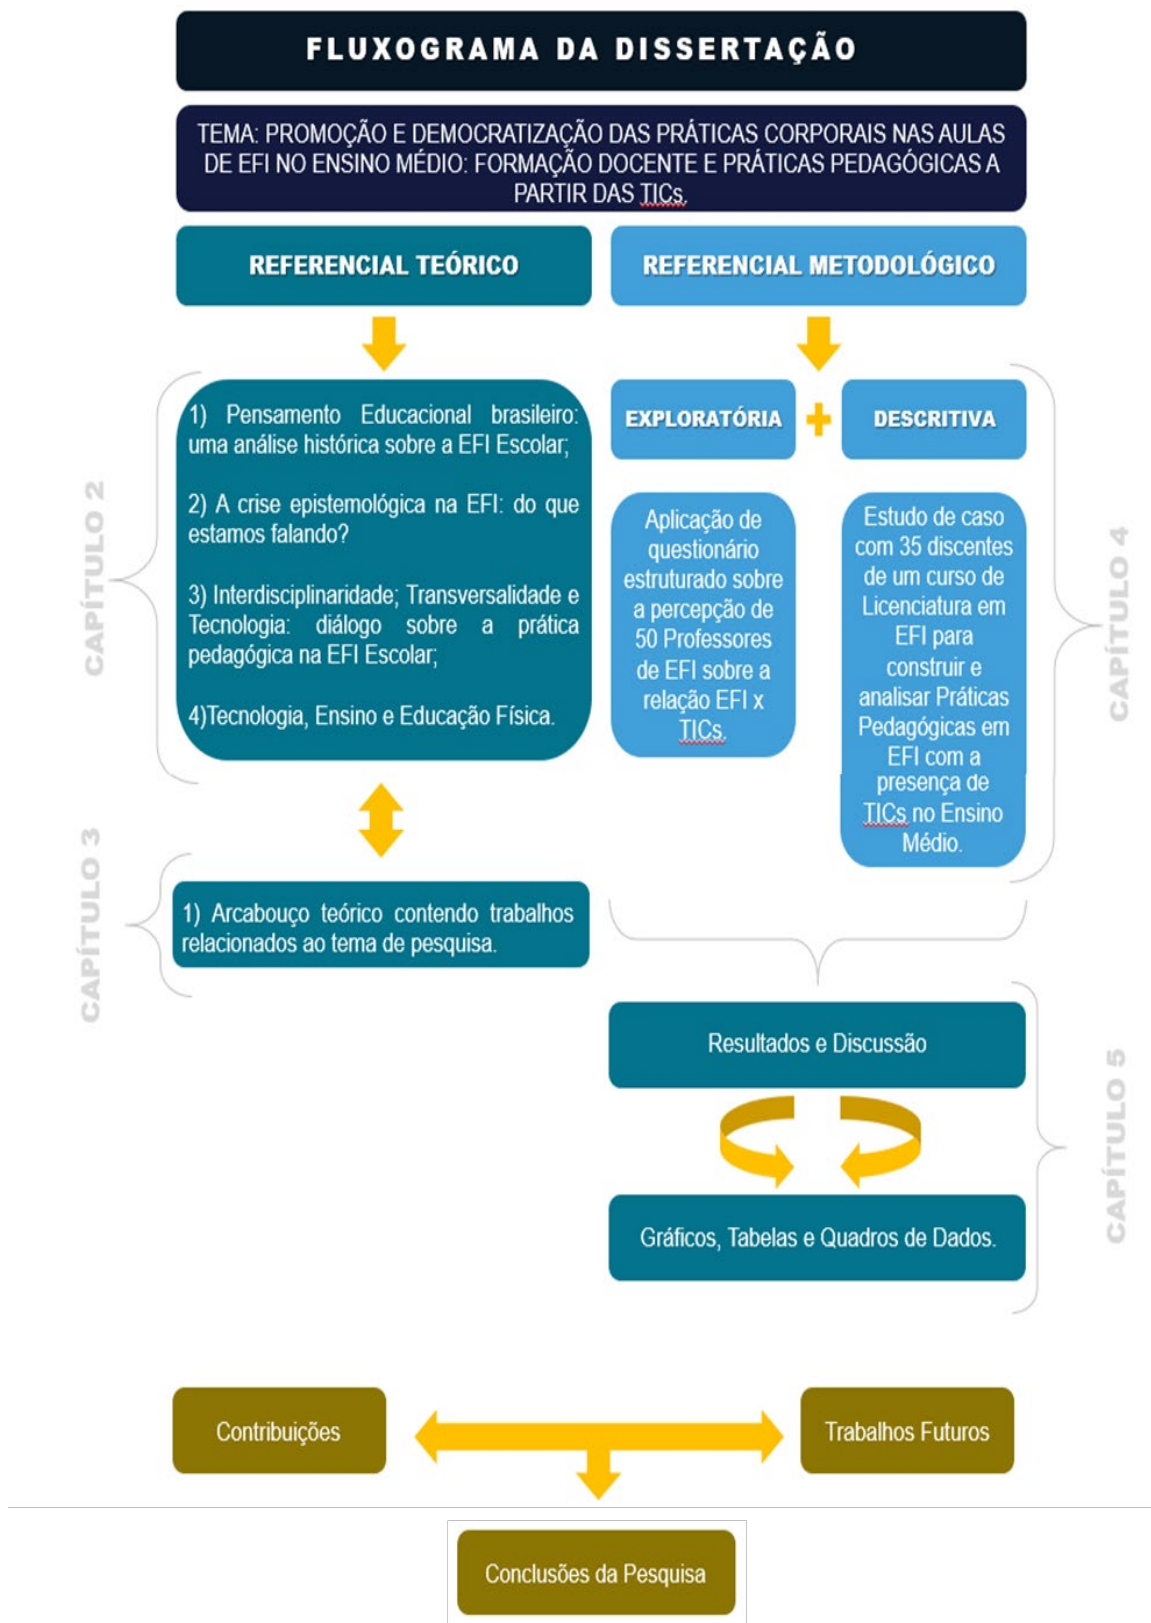 FLUXOGRAMA DA DISSERTAÇÃO
TEMA: PROMOÇÃO E DEMOCRATIZAÇÃO DAS PRÁTICAS CORPORAIS NAS AULAS
DE EFI NO ENSINO MÉDIO: FORMAÇÃO DOCENTE E PRÁTICAS PEDAGÓGICAS A
PARTIR DAS TICs.
REFERENCIAL TEÓRICO
REFERENCIAL METODOLÓGICO
CAPÍTULO 2
1) Pensamento Educacional brasileiro:
uma análise histórica sobre a EFI Escolar;
2) A crise epistemológica na EFI: do que
estamos falando?
3) Interdisciplinaridade; Transversalidade e
Tecnologia: diálogo sobre a prática
pedagógica na EFI Escolar;
4)Tecnologia, Ensino e Educação Física.
EXPLORATÓRIA
+
DESCRITIVA
Aplicação de
questionário
estruturado sobre
a percepção de
50 Professores
de EFI sobre a
relação EFI x
TICs.
Estudo de caso
com 35 discentes
de um curso de
Licenciatura em
EFI para
construir e
analisar Práticas
Pedagógicas em
EFI com a
presença de
TICs no Ensino
Médio.
CAPÍTULO 4
CAPÍTULO 3
1) Arcabouço teórico contendo trabalhos
relacionados ao tema de pesquisa.
Resultados e Discussão
Gráficos, Tabelas e Quadros de Dados.
CAPÍTULO 5
Contribuições
Trabalhos Futuros
Conclusões da Pesquisa